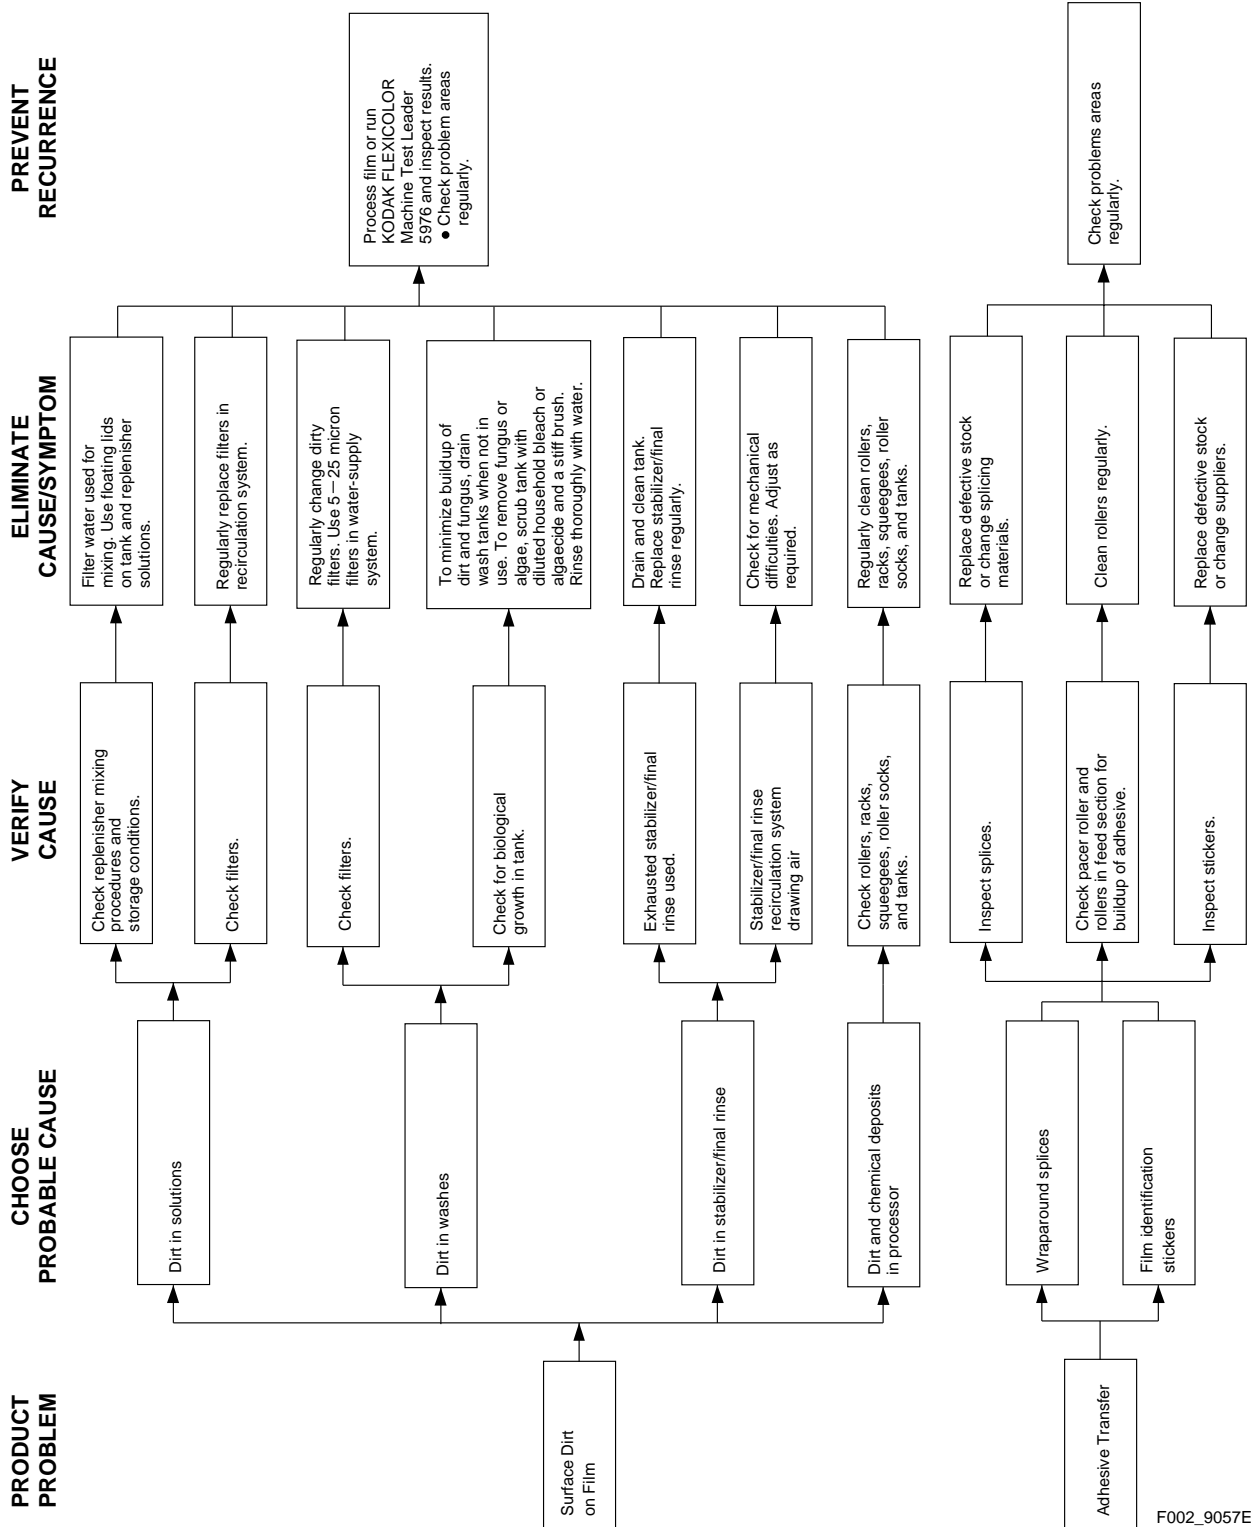 PRODUCT
PROBLEM
CHOOSE
PROBABLE CAUSE
VERIFY
CAUSE
ELIMINATE
CAUSE/SYMPTOM
PREVENT
RECURRENCE
Surface Dirt
on Film
Dirt in solutions
Check replenisher mixing
procedures and
storage conditions.
Filter water used for
mixing. Use floating lids
on tank and replenisher
solutions.
Check filters.
Regularly replace filters in
recirculation system.
Dirt in washes
Check filters.
Regularly change dirty
filters. Use 5 — 25 micron
filters in water-supply
system.
Check for biological
growth in tank.
To minimize buildup of
dirt and fungus, drain
wash tanks when not in
use. To remove fungus or
algae, scrub tank with
diluted household bleach or
algaecide and a stiff brush.
Rinse thoroughly with water.
Dirt in stabilizer/final rinse
Exhausted stabilizer/final
rinse used.
Drain and clean tank.
Replace stabilizer/final
rinse regularly.
Stabilizer/final rinse
recirculation system
drawing air
Check for mechanical
difficulties. Adjust as
required.
Dirt and chemical deposits
in processor
Check rollers, racks,
squeegees, roller socks,
and tanks.
Regularly clean rollers,
racks, squeegees, roller
socks, and tanks.
Process film or run
KODAK FLEXICOLOR
Machine Test Leader
5976 and inspect results.
● Check problem areas
regularly.
Adhesive Transfer
Wraparound splices
Film identification
stickers
Inspect splices.
Replace defective stock
or change splicing
materials.
Check pacer roller and
rollers in feed section for
buildup of adhesive.
Clean rollers regularly.
Inspect stickers.
Replace defective stock
or change suppliers.
Check problems areas
regularly.
F002_9057E